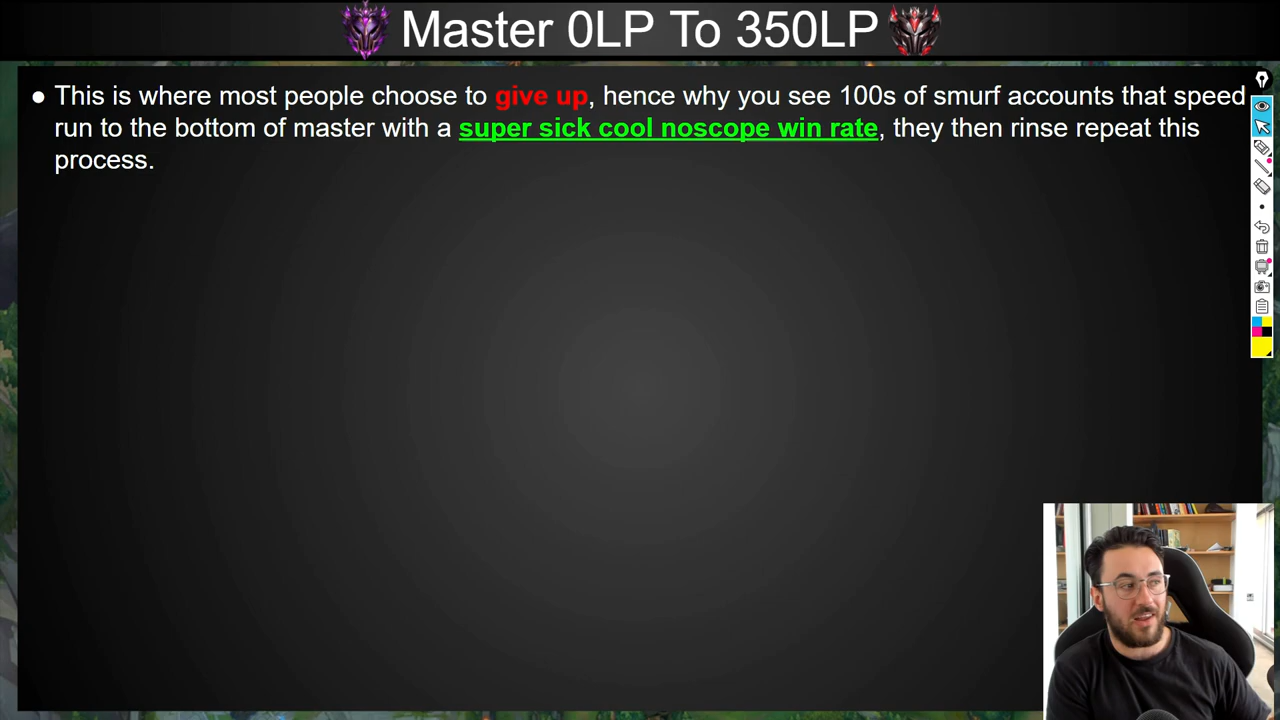 Master 0LP To 350LP
● This is where most people choose to give up, hence why you see 100s of smurf accounts that speed
run to the bottom of master with a super sick cool noscope win rate, they then rinse repeat this
process.